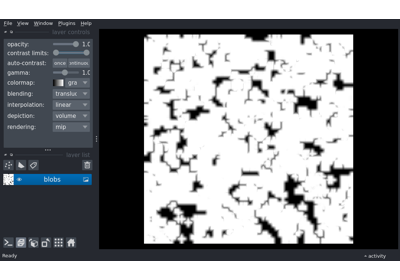 File View Window Plugins Help
layer controls
opacity: 1.0
contrast limits:
auto-contrast: once
gamma: 1.0
colormap: gra
blending: translu
interpolation: linear
depiction: volume
rendering: mip
layer list
blobs
Ready
activity